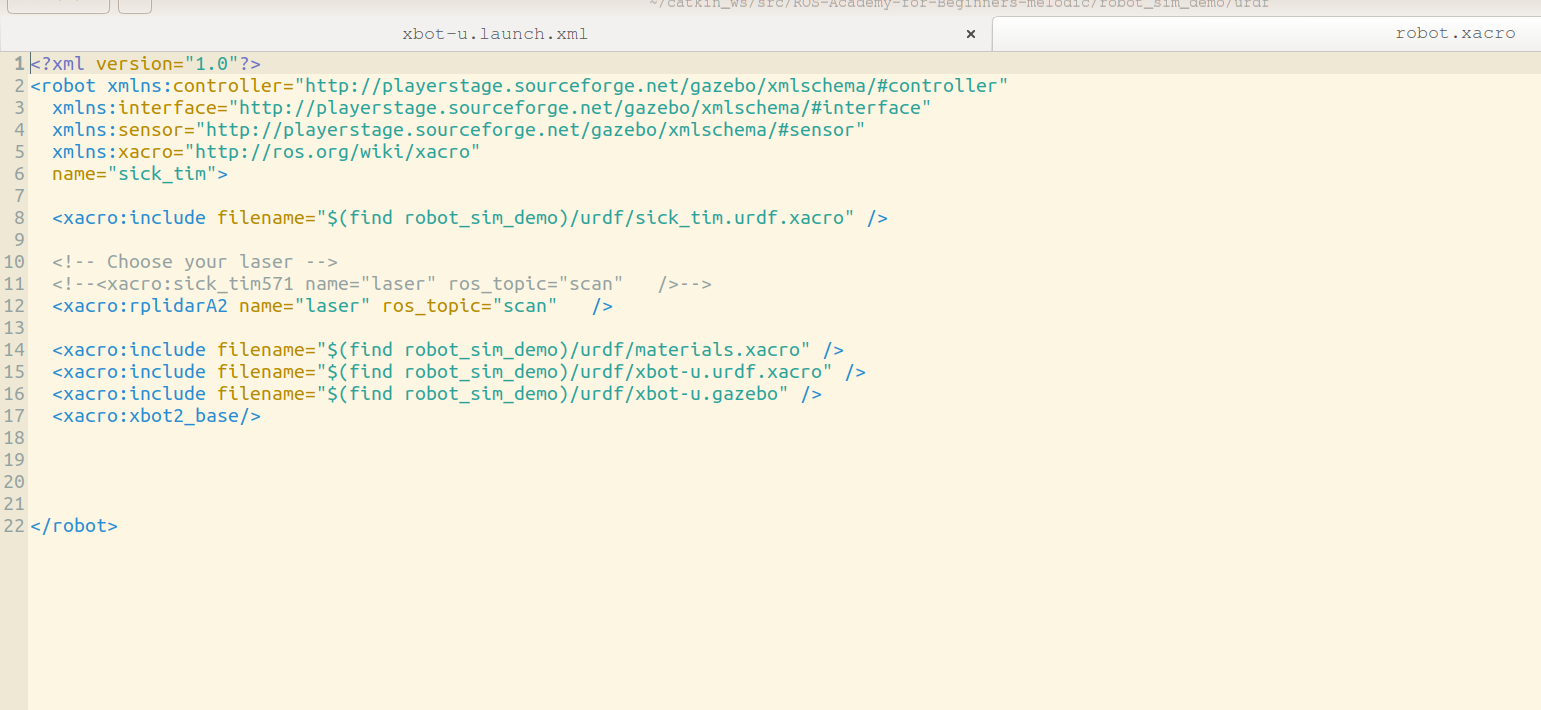 ~/catkin_ws/src/ROS-Academy-for-Beginners-melodic/robot_sim_demo/urdf
xbot-u.launch.xml × robot.xacro
1 <?xml version="1.0"?>
2 <robot xmlns:controller="http://playerstage.sourceforge.net/gazebo/xmlschema/#controller"
3 xmlns:interface="http://playerstage.sourceforge.net/gazebo/xmlschema/#interface"
4 xmlns:sensor="http://playerstage.sourceforge.net/gazebo/xmlschema/#sensor"
5 xmlns:xacro="http://ros.org/wiki/xacro"
6 name="sick_tim">
7
8 <xacro:include filename="$(find robot_sim_demo)/urdf/sick_tim.urdf.xacro" />
9
10 <!-- Choose your laser -->
11 <!--<xacro:sick_tim571 name="laser" ros_topic="scan" />-->
12 <xacro:rplidarA2 name="laser" ros_topic="scan" />
13
14 <xacro:include filename="$(find robot_sim_demo)/urdf/materials.xacro" />
15 <xacro:include filename="$(find robot_sim_demo)/urdf/xbot-u.urdf.xacro" />
16 <xacro:include filename="$(find robot_sim_demo)/urdf/xbot-u.gazebo" />
17 <xacro:xbot2_base/>
18
19
20
21
22 </robot>